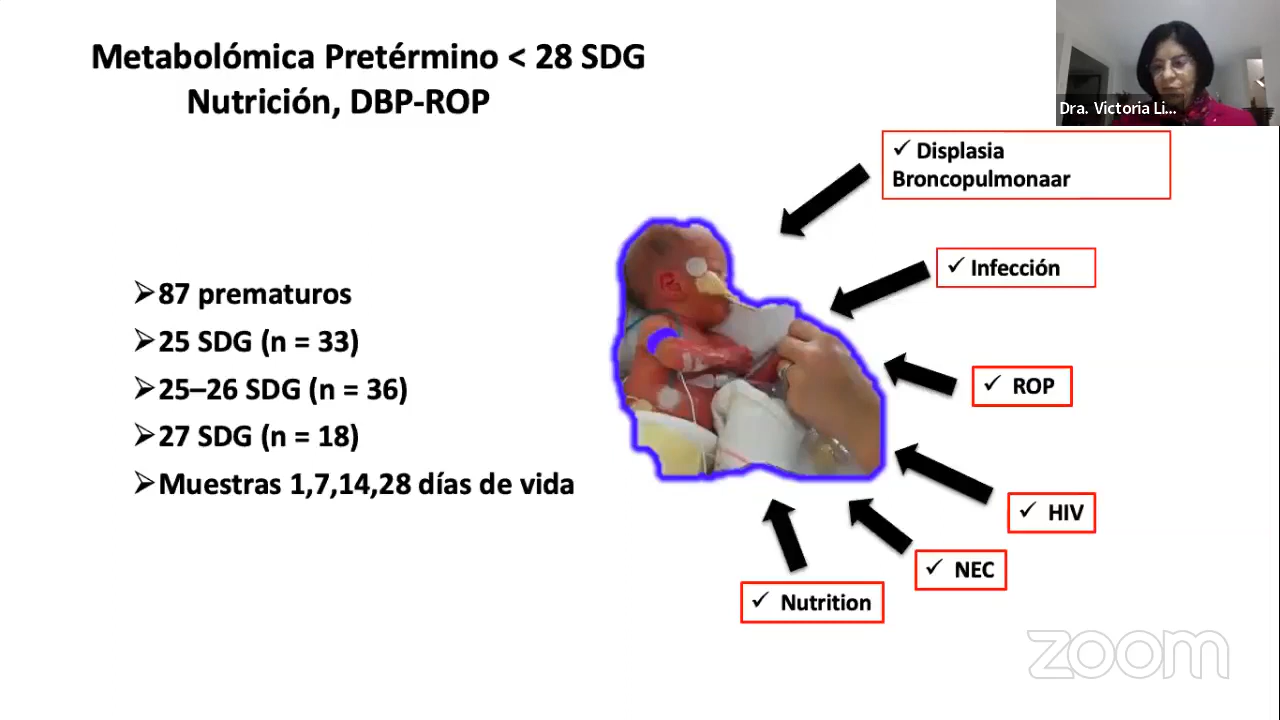 Metabolómica Pretérmino < 28 SDG
Nutrición, DBP-ROP
Dra. Victoria Li...
✓ Displasia
Broncopulmonaar
✓ Infección
➢87 prematuros
➢25 SDG (n = 33)
➢25–26 SDG (n = 36)
➢27 SDG (n = 18)
➢Muestras 1,7,14,28 días de vida
✓ ROP
✓ HIV
✓ NEC
✓ Nutrition
zoom